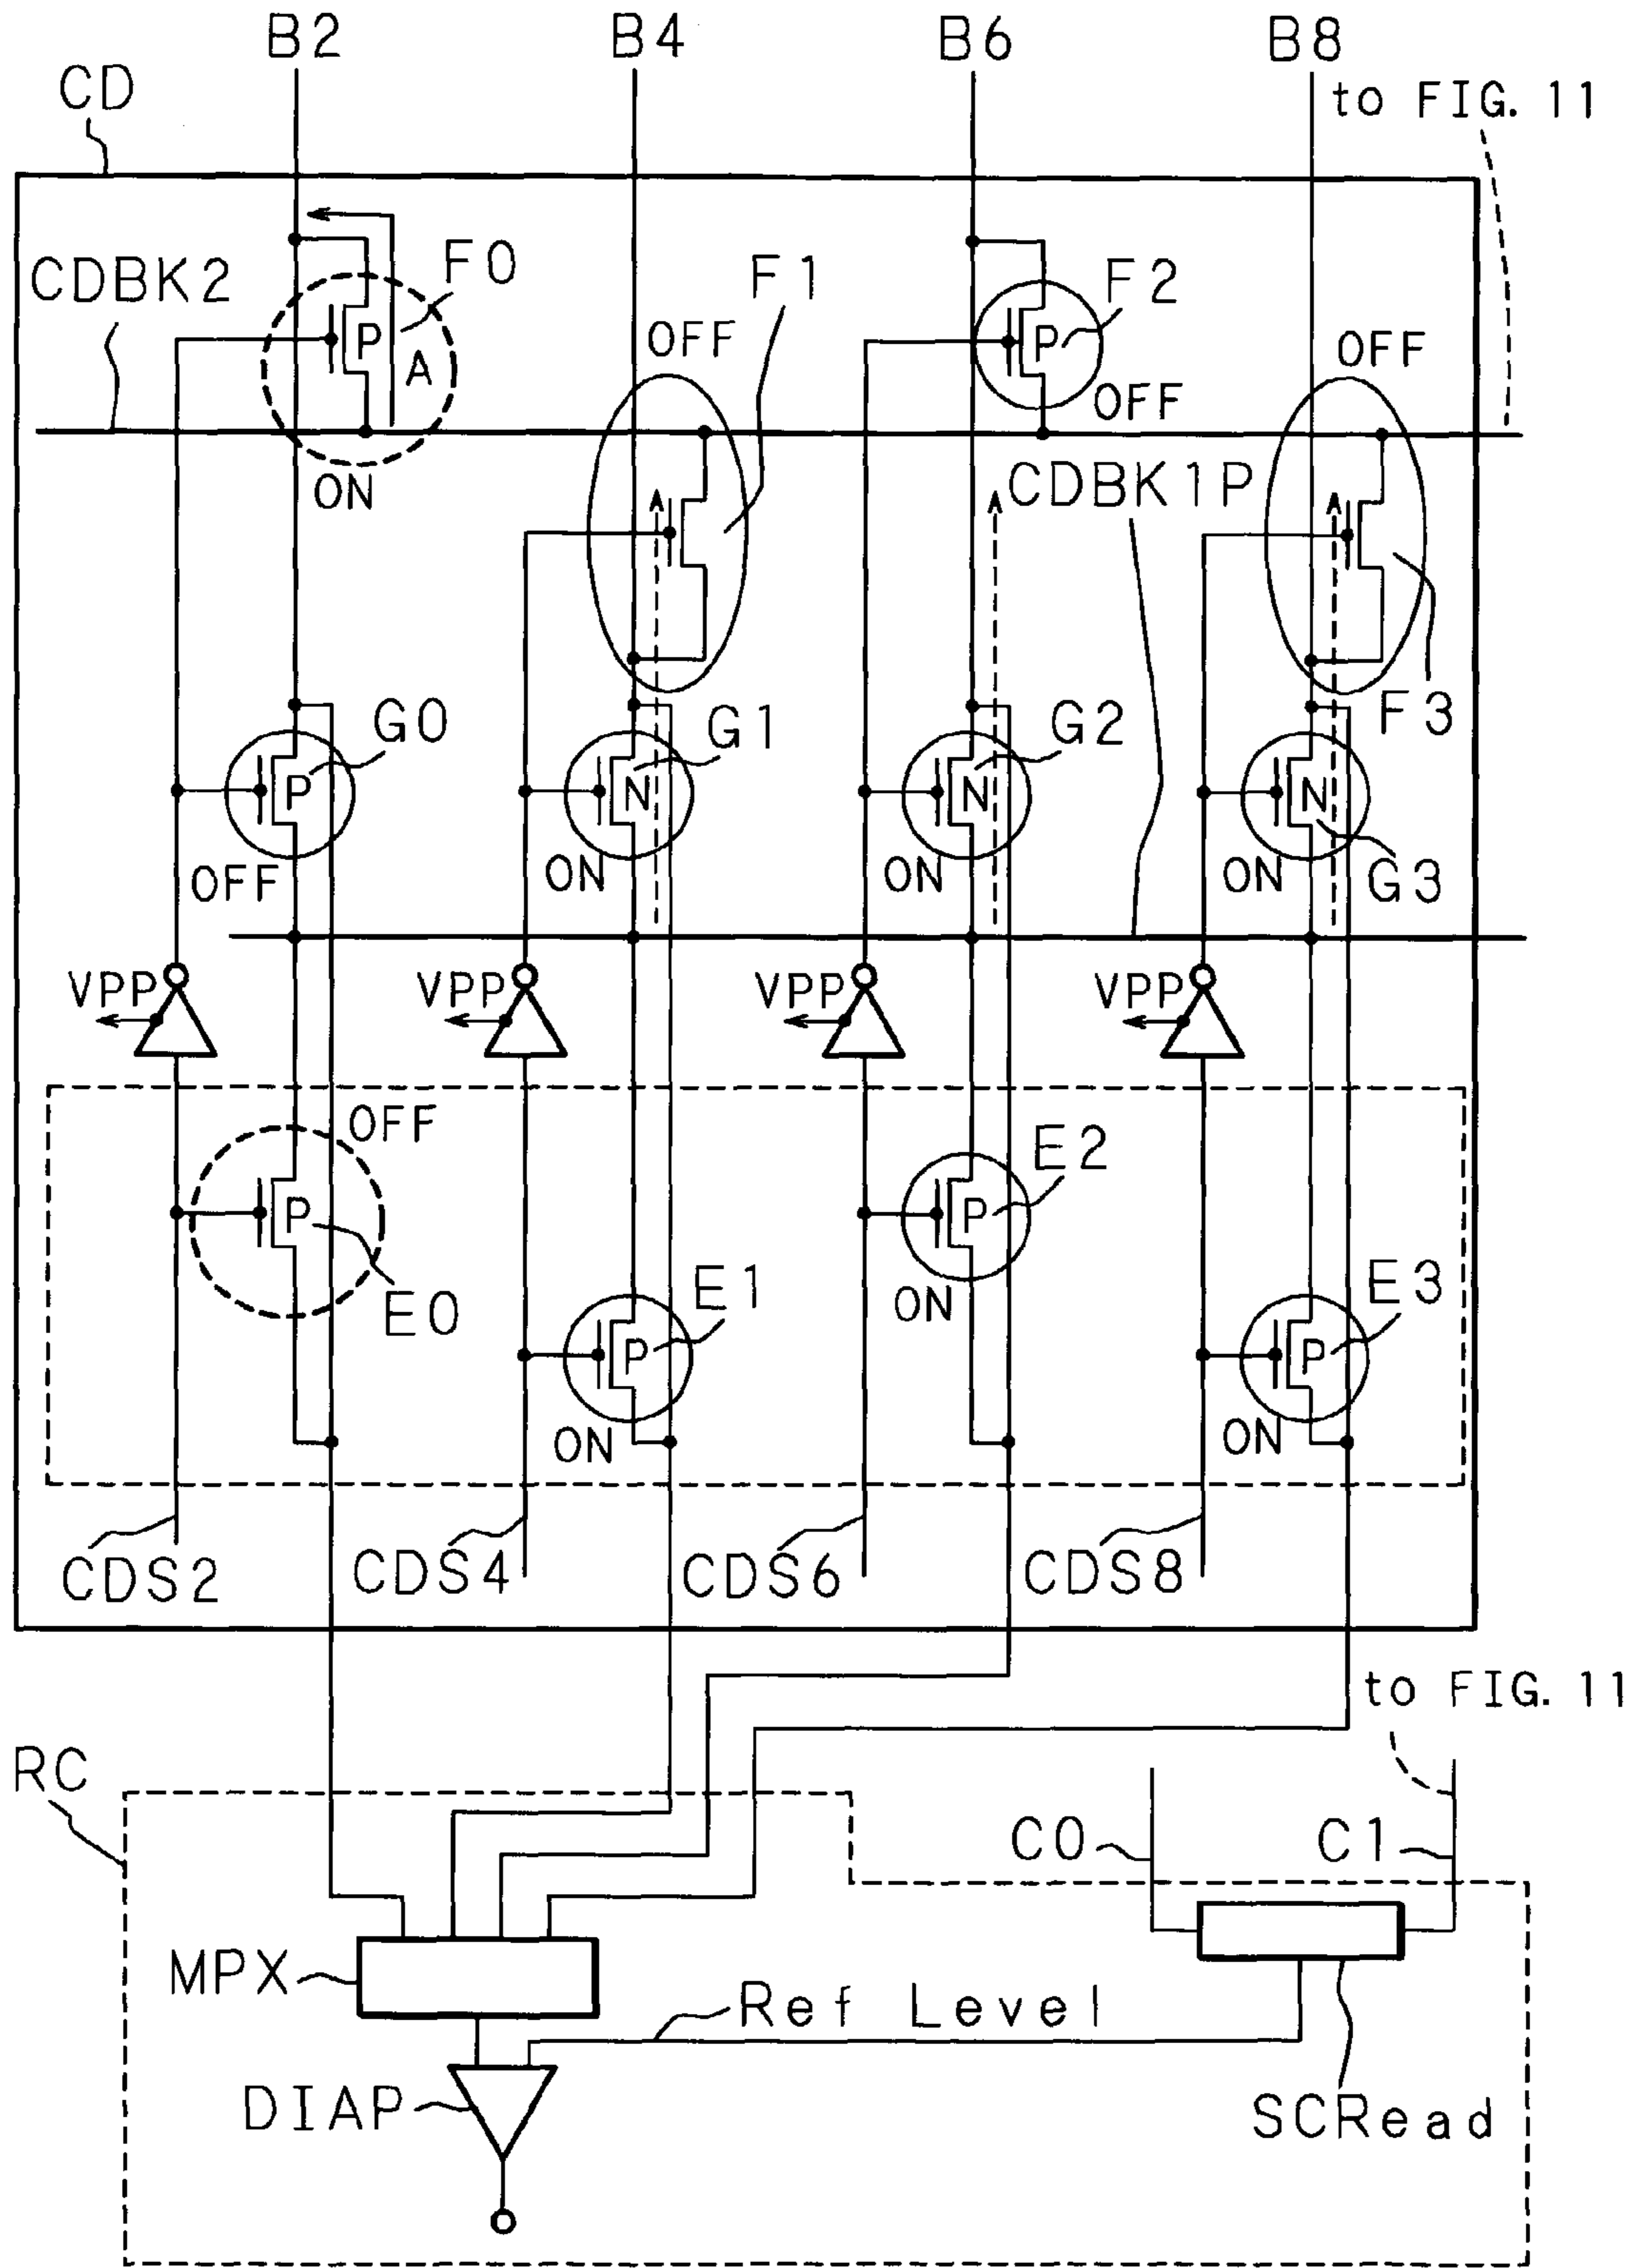 B2 B4 B6 B8
CD
to FIG. 11
CDBK2
F0
F1
F2
OFF
OFF
P
A
P
OFF
ON
CDBK1P
G0
G1
G2
F3
P
N
N
N
OFF
ON
ON
ON
G3
VPP
VPP
VPP
VPP
OFF
E2
P
P
E0
E1
ON
E3
P
P
ON
ON
CDS2
CDS4
CDS6
CDS8
to FIG. 11
RC
C0
C1
MPX
Ref Level
DIAP
SCRead